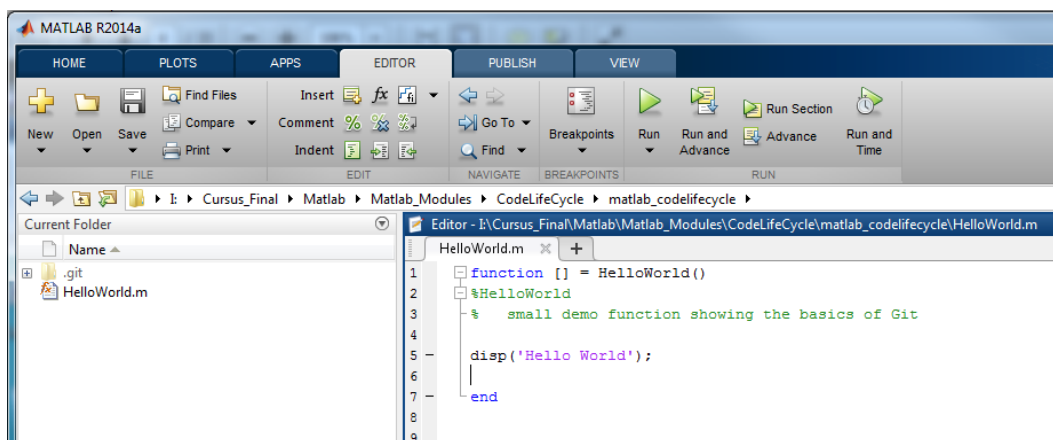 MATLAB R2014a
HOME PLOTS APPS EDITOR PUBLISH VIEW
New Open Save
Find Files
Compare
Print
FILE
Insert fx fi
Comment % % %
Indent
EDIT
Go To
Find
NAVIGATE
Breakpoints
BREAKPOINTS
Run Run and Advance
Run Section
Advance
Run and Time
RUN
I: Cursus_Final Matlab Matlab_Modules CodeLifeCycle matlab_codelifecycle
Current Folder
Name
.git
HelloWorld.m
Editor - I:\Cursus_Final\Matlab\Matlab_Modules\CodeLifeCycle\matlab_codelifecycle\HelloWorld.m
HelloWorld.m
1 function [] = HelloWorld()
2 %HelloWorld
3 % small demo function showing the basics of Git
4
5 – disp('Hello World');
6
7 – end
8
9